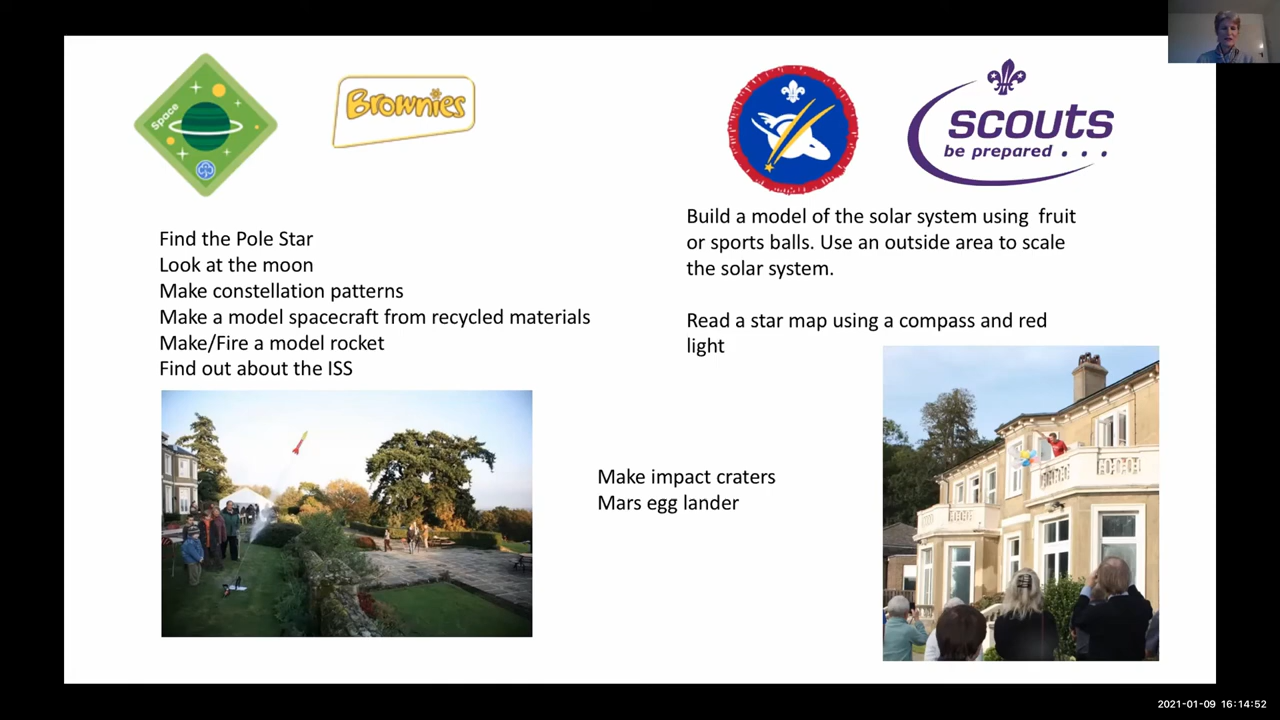 Space
Brownies
scouts
be prepared . . .
Find the Pole Star
Look at the moon
Make constellation patterns
Make a model spacecraft from recycled materials
Make/Fire a model rocket
Find out about the ISS
Build a model of the solar system using  fruit
or sports balls. Use an outside area to scale
the solar system.
Read a star map using a compass and red
light
Make impact craters
Mars egg lander
2021-01-09 16:14:52